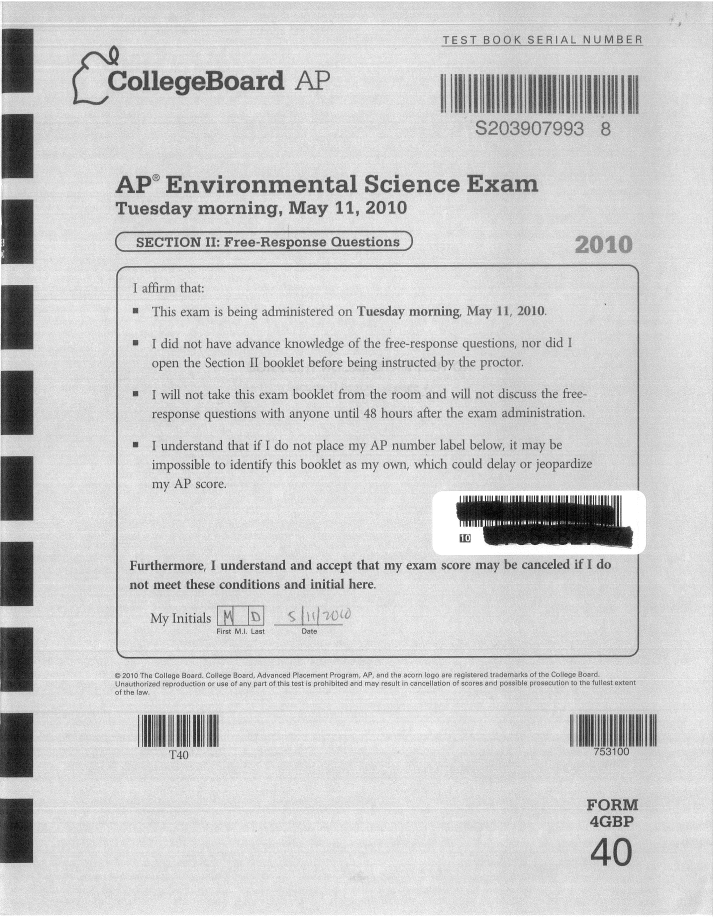 TEST BOOK SERIAL NUMBER
CollegeBoard AP
S203907993 8
AP® Environmental Science Exam
Tuesday morning, May 11, 2010
SECTION II: Free-Response Questions
2010
I affirm that:
■ This exam is being administered on Tuesday morning, May 11, 2010.
■ I did not have advance knowledge of the free-response questions, nor did I
open the Section II booklet before being instructed by the proctor.
■ I will not take this exam booklet from the room and will not discuss the free-
response questions with anyone until 48 hours after the exam administration.
■ I understand that if I do not place my AP number label below, it may be
impossible to identify this booklet as my own, which could delay or jeopardize
my AP score.
10
Furthermore, I understand and accept that my exam score may be canceled if I do
not meet these conditions and initial here.
My Initials M D 5/11/2010
First M.I. Last Date
© 2010 The College Board. College Board, Advanced Placement Program, AP, and the acorn logo are registered trademarks of the College Board.
Unauthorized reproduction or use of any part of this test is prohibited and may result in cancellation of scores and possible prosecution to the fullest extent
of the law.
T40
753100
FORM
4GBP
40